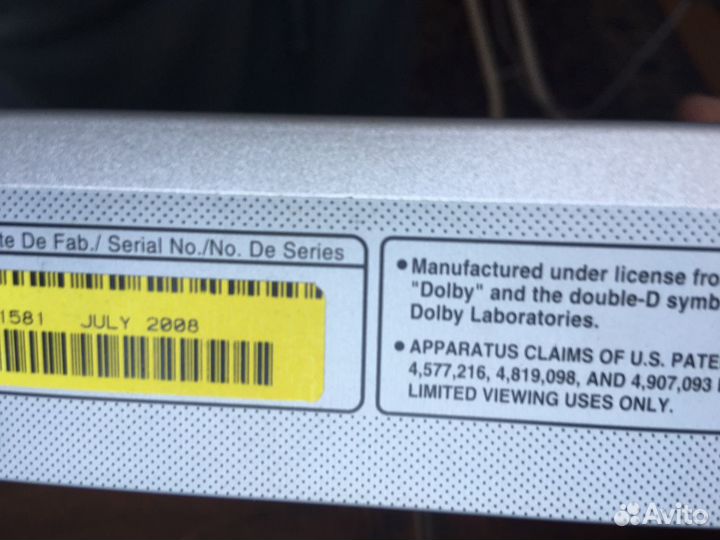 te De Fab./ Serial No./No. De Series
1581 JULY 2008
• Manufactured under license fro
"Dolby" and the double-D symb
Dolby Laboratories.
• APPARATUS CLAIMS OF U.S. PATE
4,577,216, 4,819,098, AND 4,907,093
LIMITED VIEWING USES ONLY.
Avito